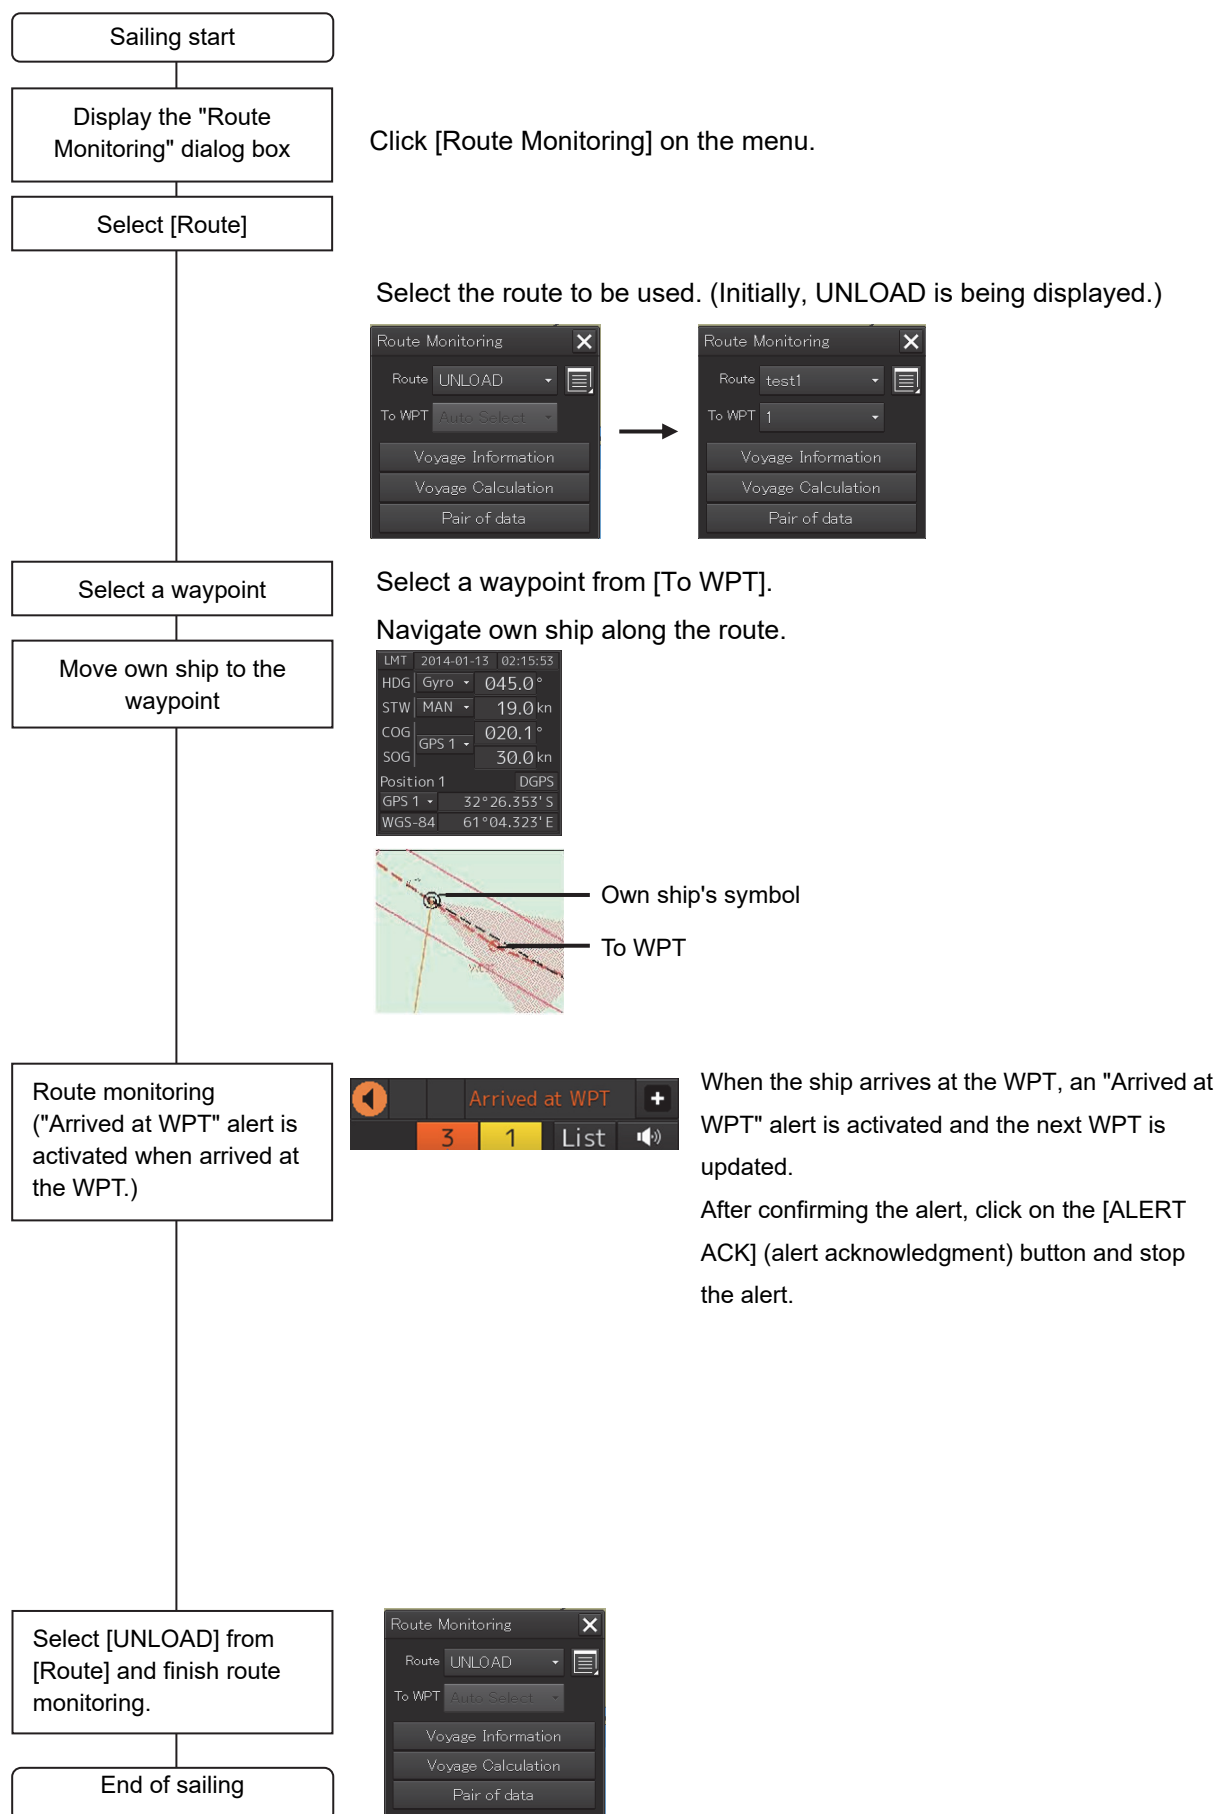 Sailing start
Display the "Route
Monitoring" dialog box
Click [Route Monitoring] on the menu.
Select [Route]
Select the route to be used. (Initially, UNLOAD is being displayed.)
Route Monitoring
Route UNLOAD
To WPT Auto Select
Voyage Information
Voyage Calculation
Pair of data
Route Monitoring
Route test1
To WPT 1
Voyage Information
Voyage Calculation
Pair of data
Select a waypoint
Select a waypoint from [To WPT].
Move own ship to the
waypoint
Navigate own ship along the route.
LMT 2014-01-13 02:15:53
HDG Gyro 045.0°
STW MAN 19.0 kn
COG 020.1°
GPS 1
SOG 30.0 kn
Position 1 DGPS
GPS 1 32°26.353'S
WGS-84 61°04.323'E
Own ship's symbol
To WPT
Route monitoring
("Arrived at WPT" alert is
activated when arrived at
the WPT.)
Arrived at WPT
3 1 List
When the ship arrives at the WPT, an "Arrived at
WPT" alert is activated and the next WPT is
updated.
After confirming the alert, click on the [ALERT
ACK] (alert acknowledgment) button and stop
the alert.
Select [UNLOAD] from
[Route] and finish route
monitoring.
Route Monitoring
Route UNLOAD
To WPT Auto Select
Voyage Information
Voyage Calculation
Pair of data
End of sailing